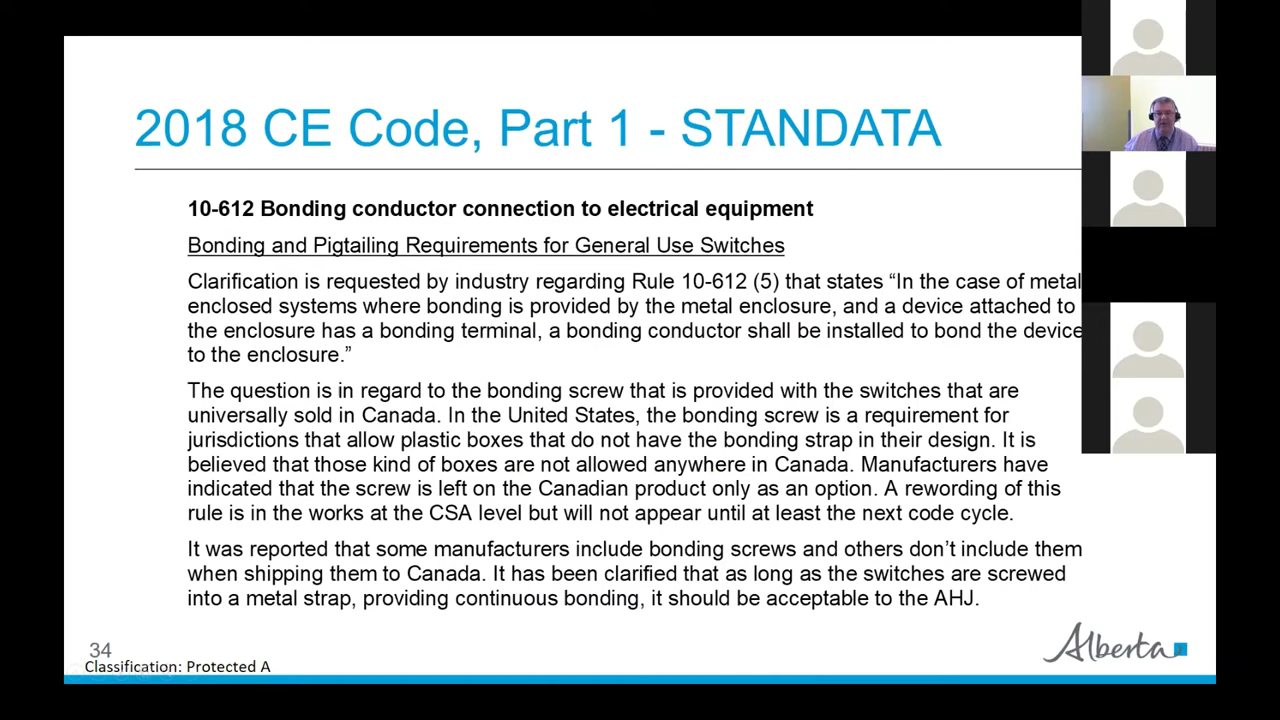 2018 CE Code, Part 1 - STANDATA
10-612 Bonding conductor connection to electrical equipment
Bonding and Pigtailing Requirements for General Use Switches
Clarification is requested by industry regarding Rule 10-612 (5) that states “In the case of metal
enclosed systems where bonding is provided by the metal enclosure, and a device attached to
the enclosure has a bonding terminal, a bonding conductor shall be installed to bond the device
to the enclosure.”
The question is in regard to the bonding screw that is provided with the switches that are
universally sold in Canada. In the United States, the bonding screw is a requirement for
jurisdictions that allow plastic boxes that do not have the bonding strap in their design. It is
believed that those kind of boxes are not allowed anywhere in Canada. Manufacturers have
indicated that the screw is left on the Canadian product only as an option. A rewording of this
rule is in the works at the CSA level but will not appear until at least the next code cycle.
It was reported that some manufacturers include bonding screws and others don’t include them
when shipping them to Canada. It has been clarified that as long as the switches are screwed
into a metal strap, providing continuous bonding, it should be acceptable to the AHJ.
34
Classification: Protected A
Alberta